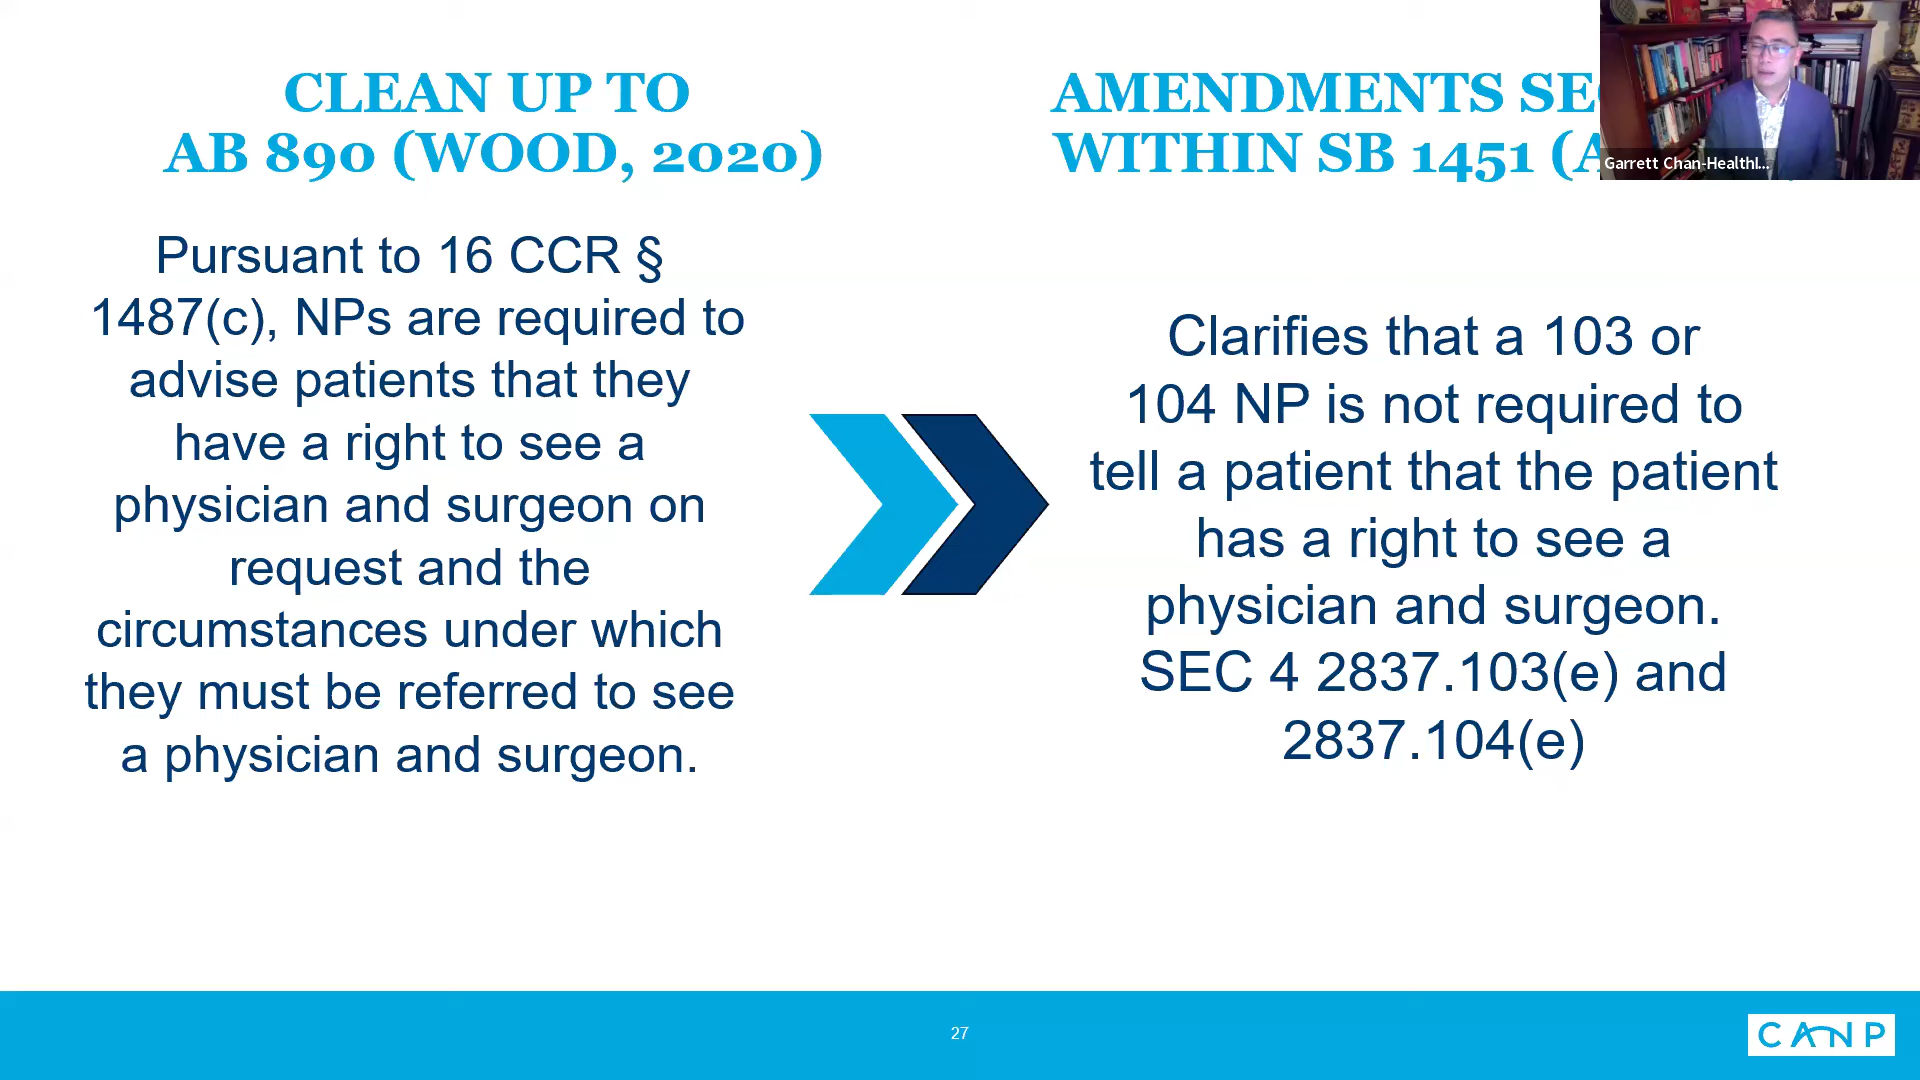 CLEAN UP TO
AB 890 (WOOD, 2020)
Pursuant to 16 CCR §
1487(c), NPs are required to
advise patients that they
have a right to see a
physician and surgeon on
request and the
circumstances under which
they must be referred to see
a physician and surgeon.
AMENDMENTS
WITHIN SB 1451
Clarifies that a 103 or
104 NP is not required to
tell a patient that the patient
has a right to see a
physician and surgeon.
SEC 4 2837.103(e) and
2837.104(e)
Garrett Chan-Healthl...
27
CANP